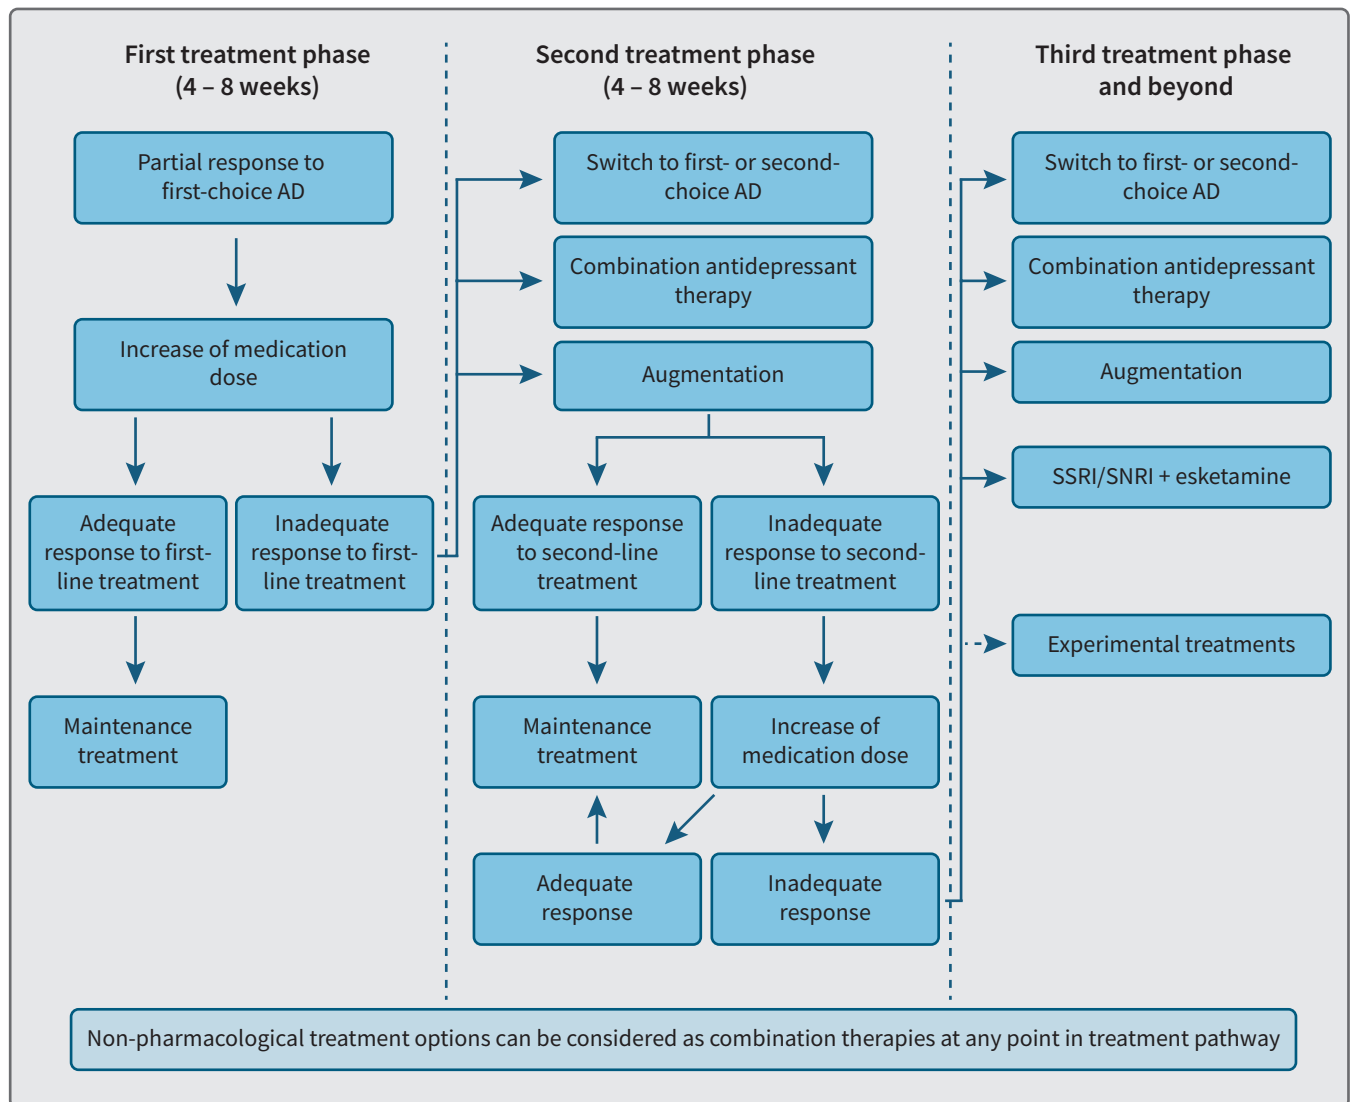 First treatment phase
(4 – 8 weeks)
Partial response to
first-choice AD
Increase of medication
dose
Adequate
response to first-
line treatment
Inadequate
response to first-
line treatment
Maintenance
treatment
Second treatment phase
(4 – 8 weeks)
Switch to first- or second-
choice AD
Combination antidepressant
therapy
Augmentation
Adequate response
to second-line
treatment
Inadequate
response to second-
line treatment
Maintenance
treatment
Increase of
medication dose
Adequate
response
Inadequate
response
Third treatment phase
and beyond
Switch to first- or second-
choice AD
Combination antidepressant
therapy
Augmentation
SSRI/SNRI + esketamine
Experimental treatments
Non-pharmacological treatment options can be considered as combination therapies at any point in treatment pathway